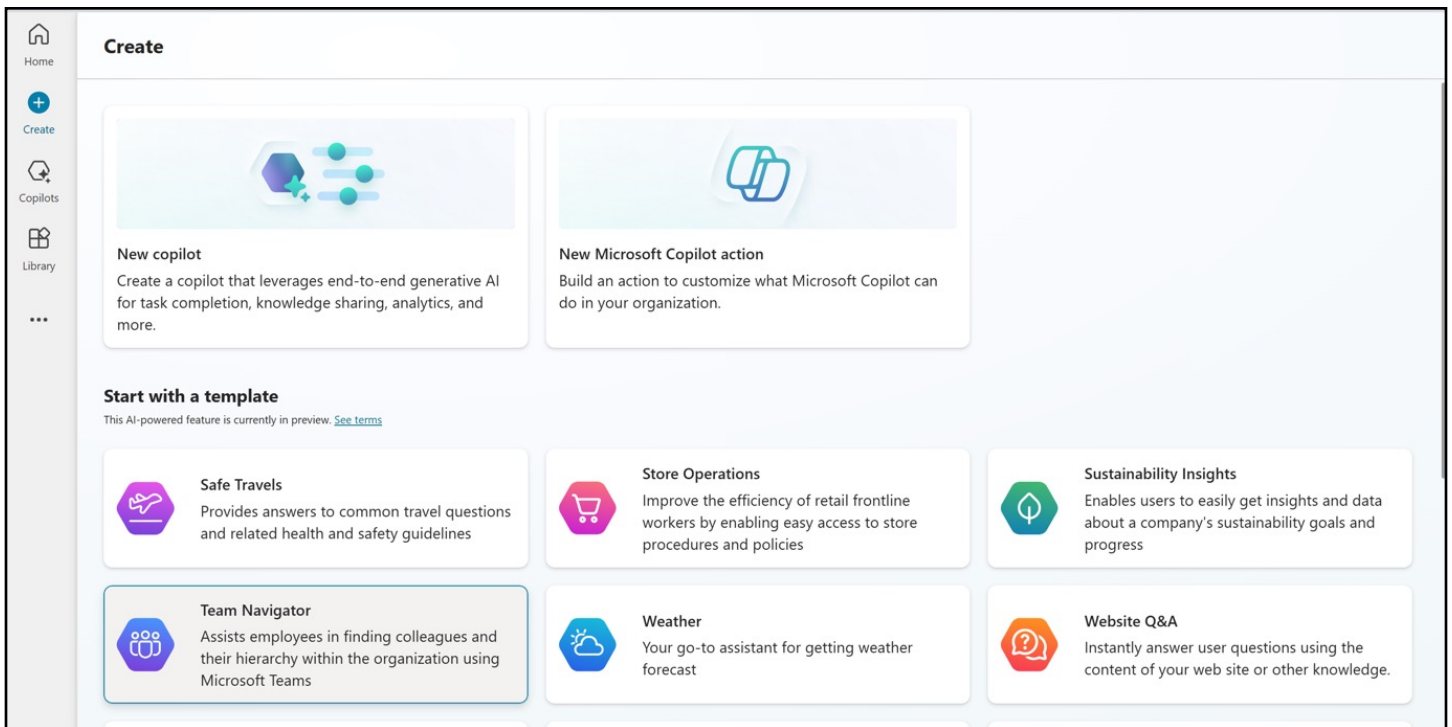 Home
Create
Copilots
Library
Create
New copilot
Create a copilot that leverages end-to-end generative AI
for task completion, knowledge sharing, analytics, and
more.
New Microsoft Copilot action
Build an action to customize what Microsoft Copilot can
do in your organization.
Start with a template
This AI-powered feature is currently in preview. See terms
Safe Travels
Provides answers to common travel questions
and related health and safety guidelines
Store Operations
Improve the efficiency of retail frontline
workers by enabling easy access to store
procedures and policies
Sustainability Insights
Enables users to easily get insights and data
about a company's sustainability goals and
progress
Team Navigator
Assists employees in finding colleagues and
their hierarchy within the organization using
Microsoft Teams
Weather
Your go-to assistant for getting weather
forecast
Website Q&A
Instantly answer user questions using the
content of your web site or other knowledge.